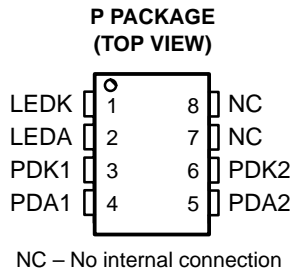 P PACKAGE
(TOP VIEW)
LEDK 1 8 NC
LEDA 2 7 NC
PDK1 3 6 PDK2
PDA1 4 5 PDA2
NC – No internal connection